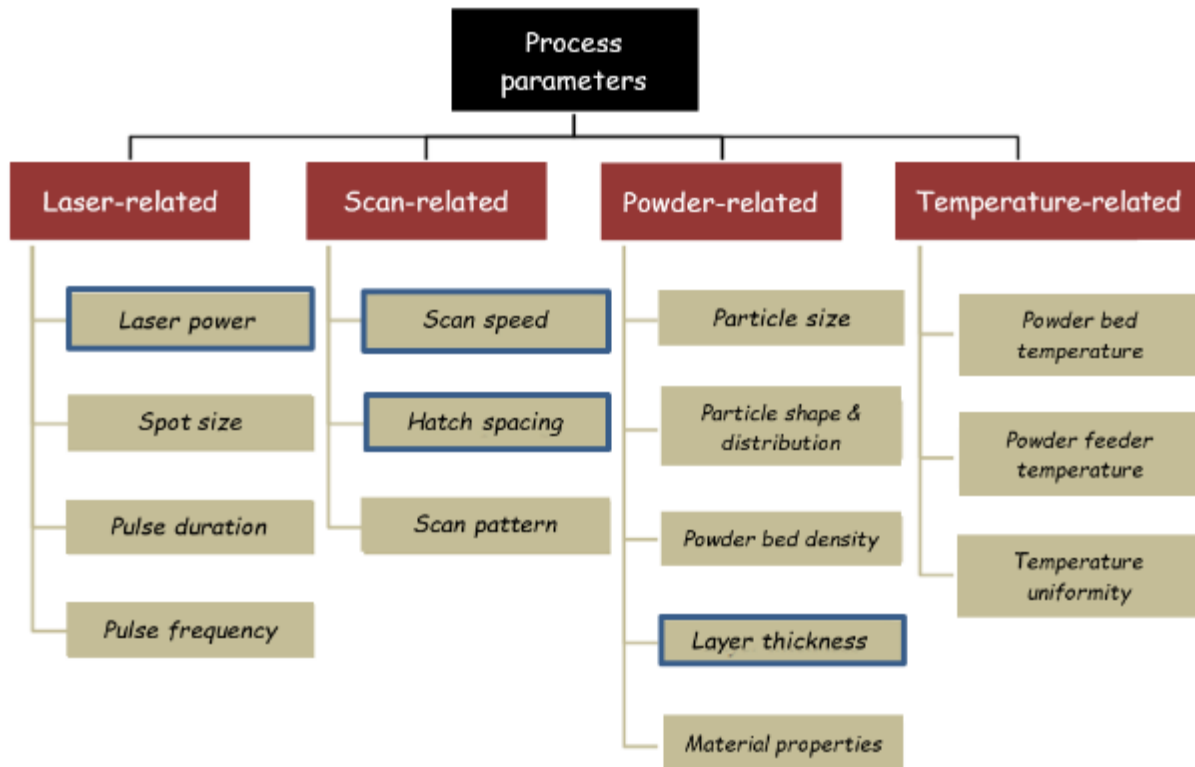 Process
parameters
Laser-related
Scan-related
Powder-related
Temperature-related
Laser power
Spot size
Pulse duration
Pulse frequency
Scan speed
Hatch spacing
Scan pattern
Particle size
Particle shape &
distribution
Powder bed density
Layer thickness
Material properties
Powder bed
temperature
Powder feeder
temperature
Temperature
uniformity